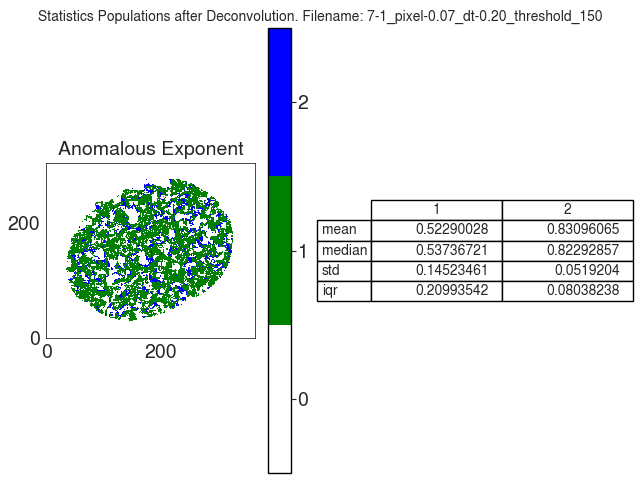 Statistics Populations after Deconvolution. Filename: 7-1_pixel-0.07_dt-0.20_threshold_150
Anomalous Exponent
200
0
0 200
2
1
0
1 2
mean 0.52290028 0.83096065
median 0.53736721 0.82292857
std 0.14523461 0.0519204
iqr 0.20993542 0.08038238